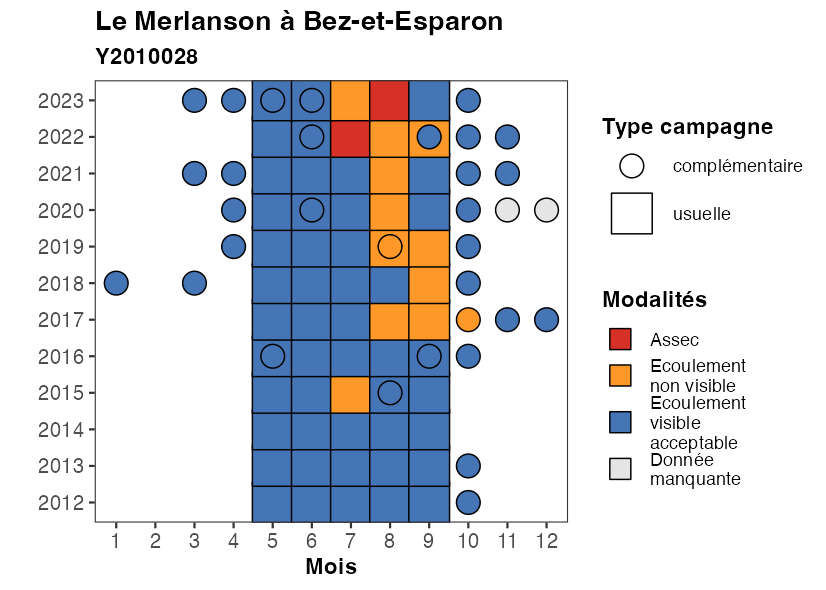 Le Merlanson à Bez-et-Esparon
Y2010028
2023
2022
2021
2020
2019
2018
2017
2016
2015
2014
2013
2012
1 2 3 4 5 6 7 8 9 10 11 12
Mois
Type campagne
complémentaire
usuelle
Modalités
Assec
Ecoulement
non visible
Ecoulement
visible
acceptable
Donnée
manquante